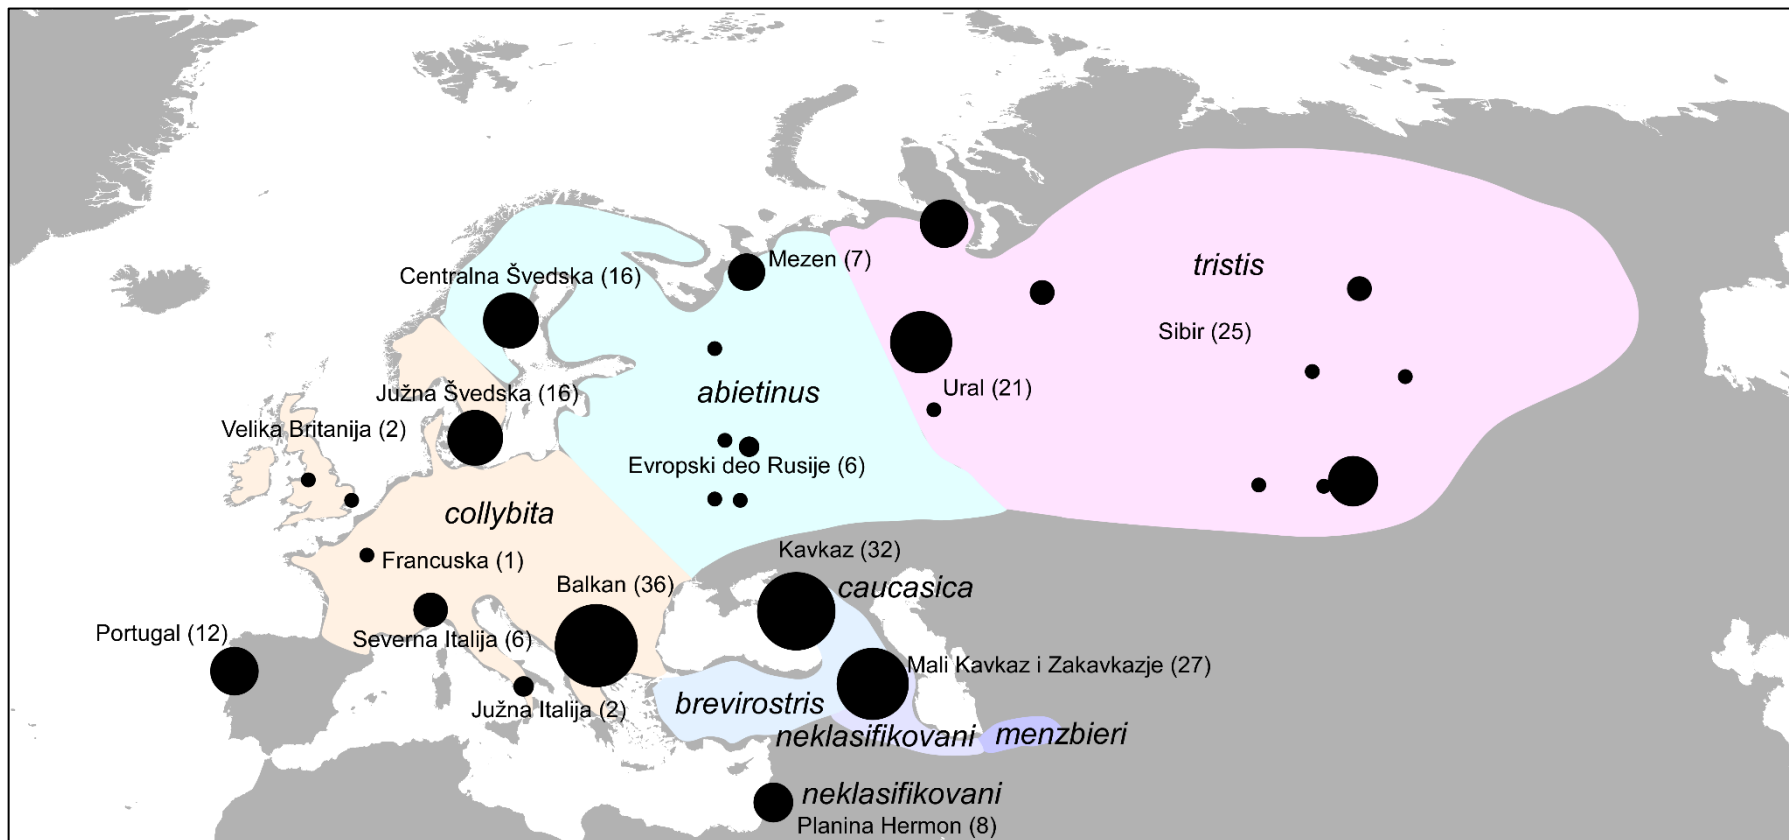 Mezen (7)
tristis
Centralna Švedska (16)
Sibir (25)
Ural (21)
abietinus
Južna Švedska (16)
Velika Britanija (2)
Evropski deo Rusije (6)
collybita
Kavkaz (32)
Francuska (1)
Balkan (36)
caucasica
Portugal (12)
Severna Italija (6)
Mali Kavkaz i Zakavkazje (27)
brevirostris
Južna Italija (2)
neklasifikovani
menzbieri
neklasifikovani
Planina Hermon (8)